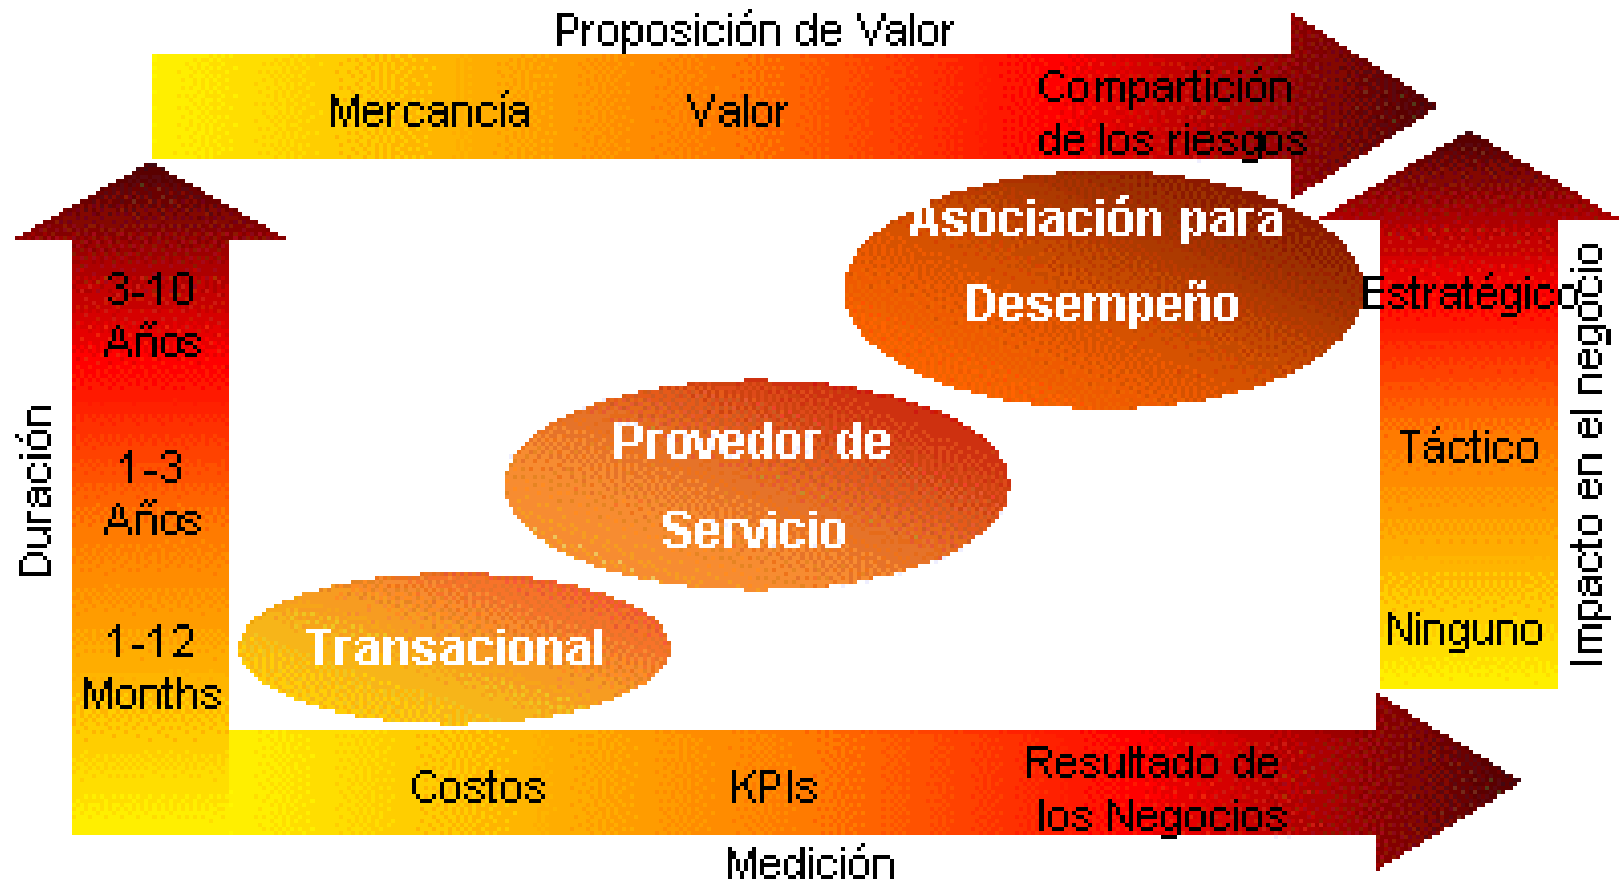 Proposición de Valor
Mercancía
Valor
Compartición
de los riesgos
Asociación para
Desempeño
Provedor de
Servicio
Transacional
Duración
3-10
Años
1-3
Años
1-12
Months
Estratégico
Táctico
Ninguno
Impacto en el negocio
Costos
KPIs
Resultado de
los Negocios
Medición